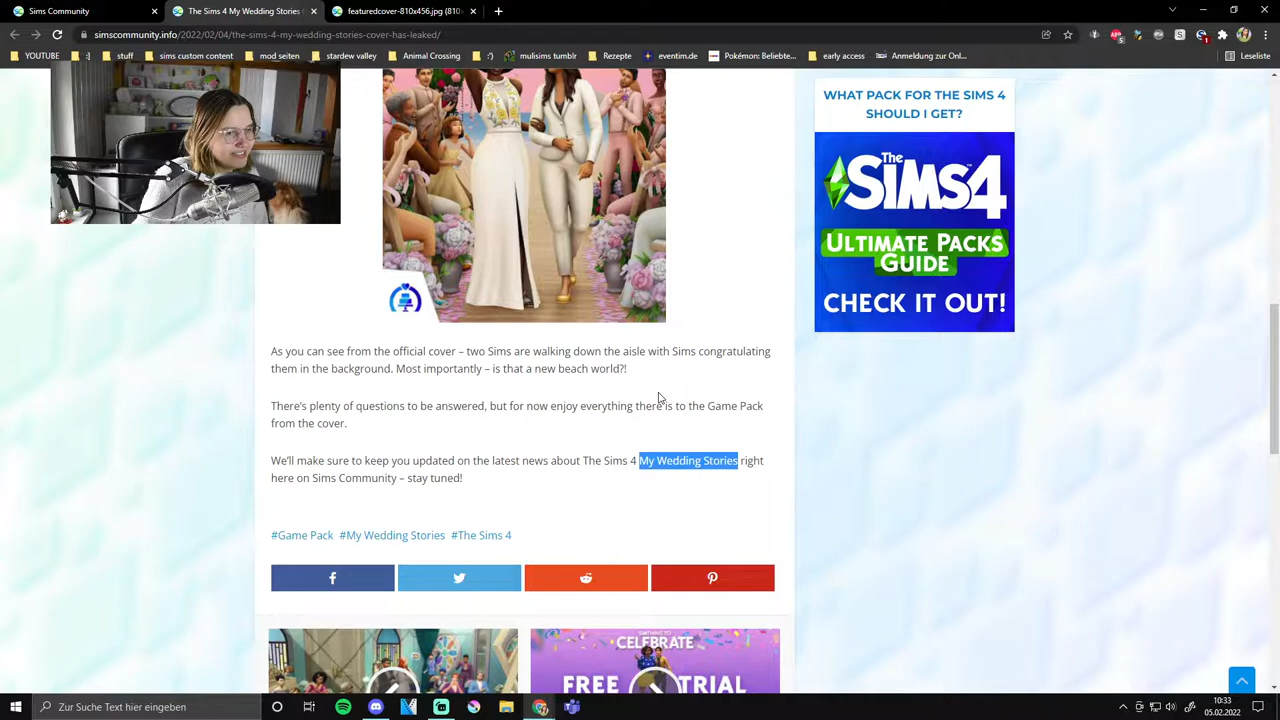 Sims Community
The Sims 4 My Wedding Stories
featuredcover-810x456.jpg (810×
simscommunity.info/2022/02/04/the-sims-4-my-wedding-stories-cover-has-leaked/
YOUTUBE
stuff
sims custom content
mod seiten
stardew valley
Animal Crossing
mulisims tumblr
Rezepte
eventim.de
Pokémon: Beliebte...
early access
Anmeldung zur Onl...
Leseliste
WHAT PACK FOR THE SIMS 4
SHOULD I GET?
The
SiMS4
ULTIMATE PACKS
GUIDE
CHECK IT OUT!
As you can see from the official cover – two Sims are walking down the aisle with Sims congratulating
them in the background. Most importantly – is that a new beach world?!
There's plenty of questions to be answered, but for now enjoy everything there is to the Game Pack
from the cover.
We'll make sure to keep you updated on the latest news about The Sims 4 My Wedding Stories right
here on Sims Community – stay tuned!
#Game Pack #My Wedding Stories #The Sims 4
CELEBRATE
FREE TRIAL
Zur Suche Text hier eingeben
10:33
05.02.2022